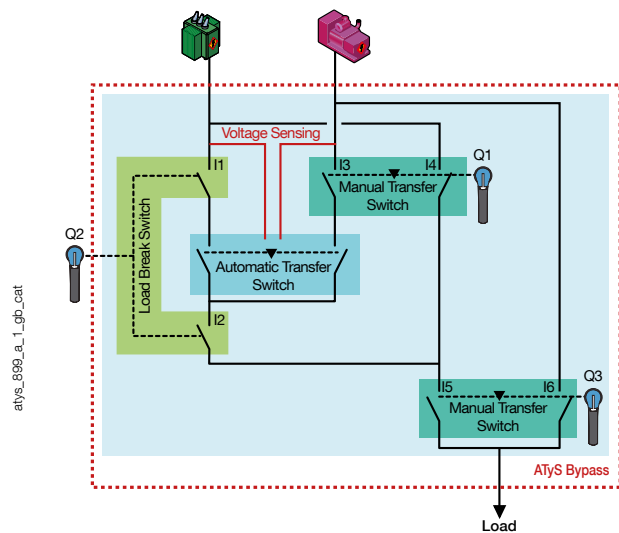 Voltage Sensing
I1
I3
I4
Q1
Manual Transfer
Switch
Q2
Load Break Switch
Automatic Transfer
Switch
atys_899_a_1_gb_cat
I2
I5
I6
Q3
Manual Transfer
Switch
ATyS Bypass
Load